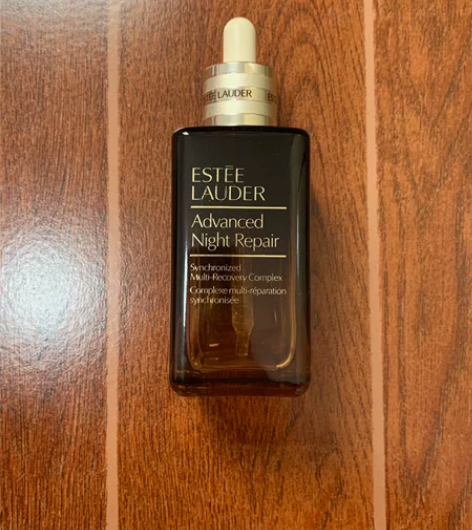 ESTĒE LAUDER
ESTĒE
LAUDER
Advanced
Night Repair
Synchronized
Multi-Recovery Complex
Complexe multi-réparation
synchronisée